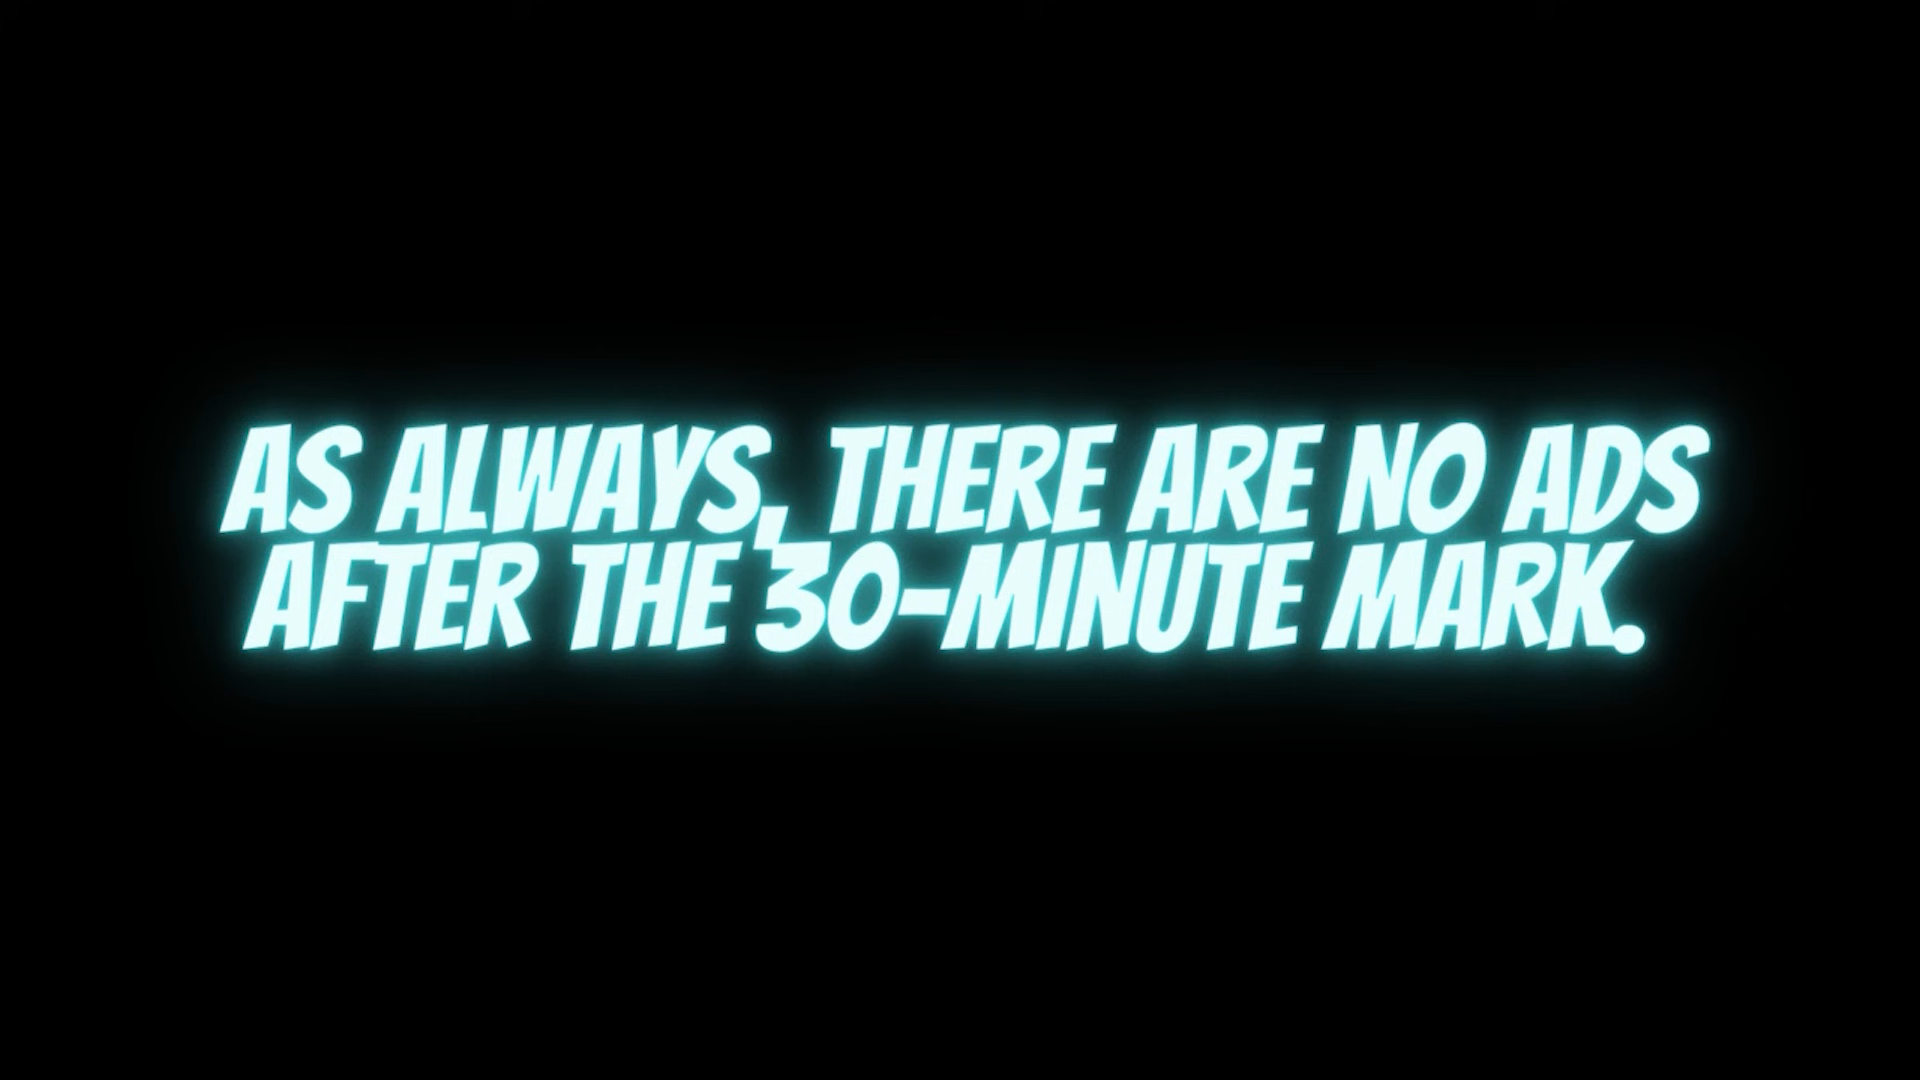 AS ALWAYS, THERE ARE NO ADS
AFTER THE 30-MINUTE MARK.